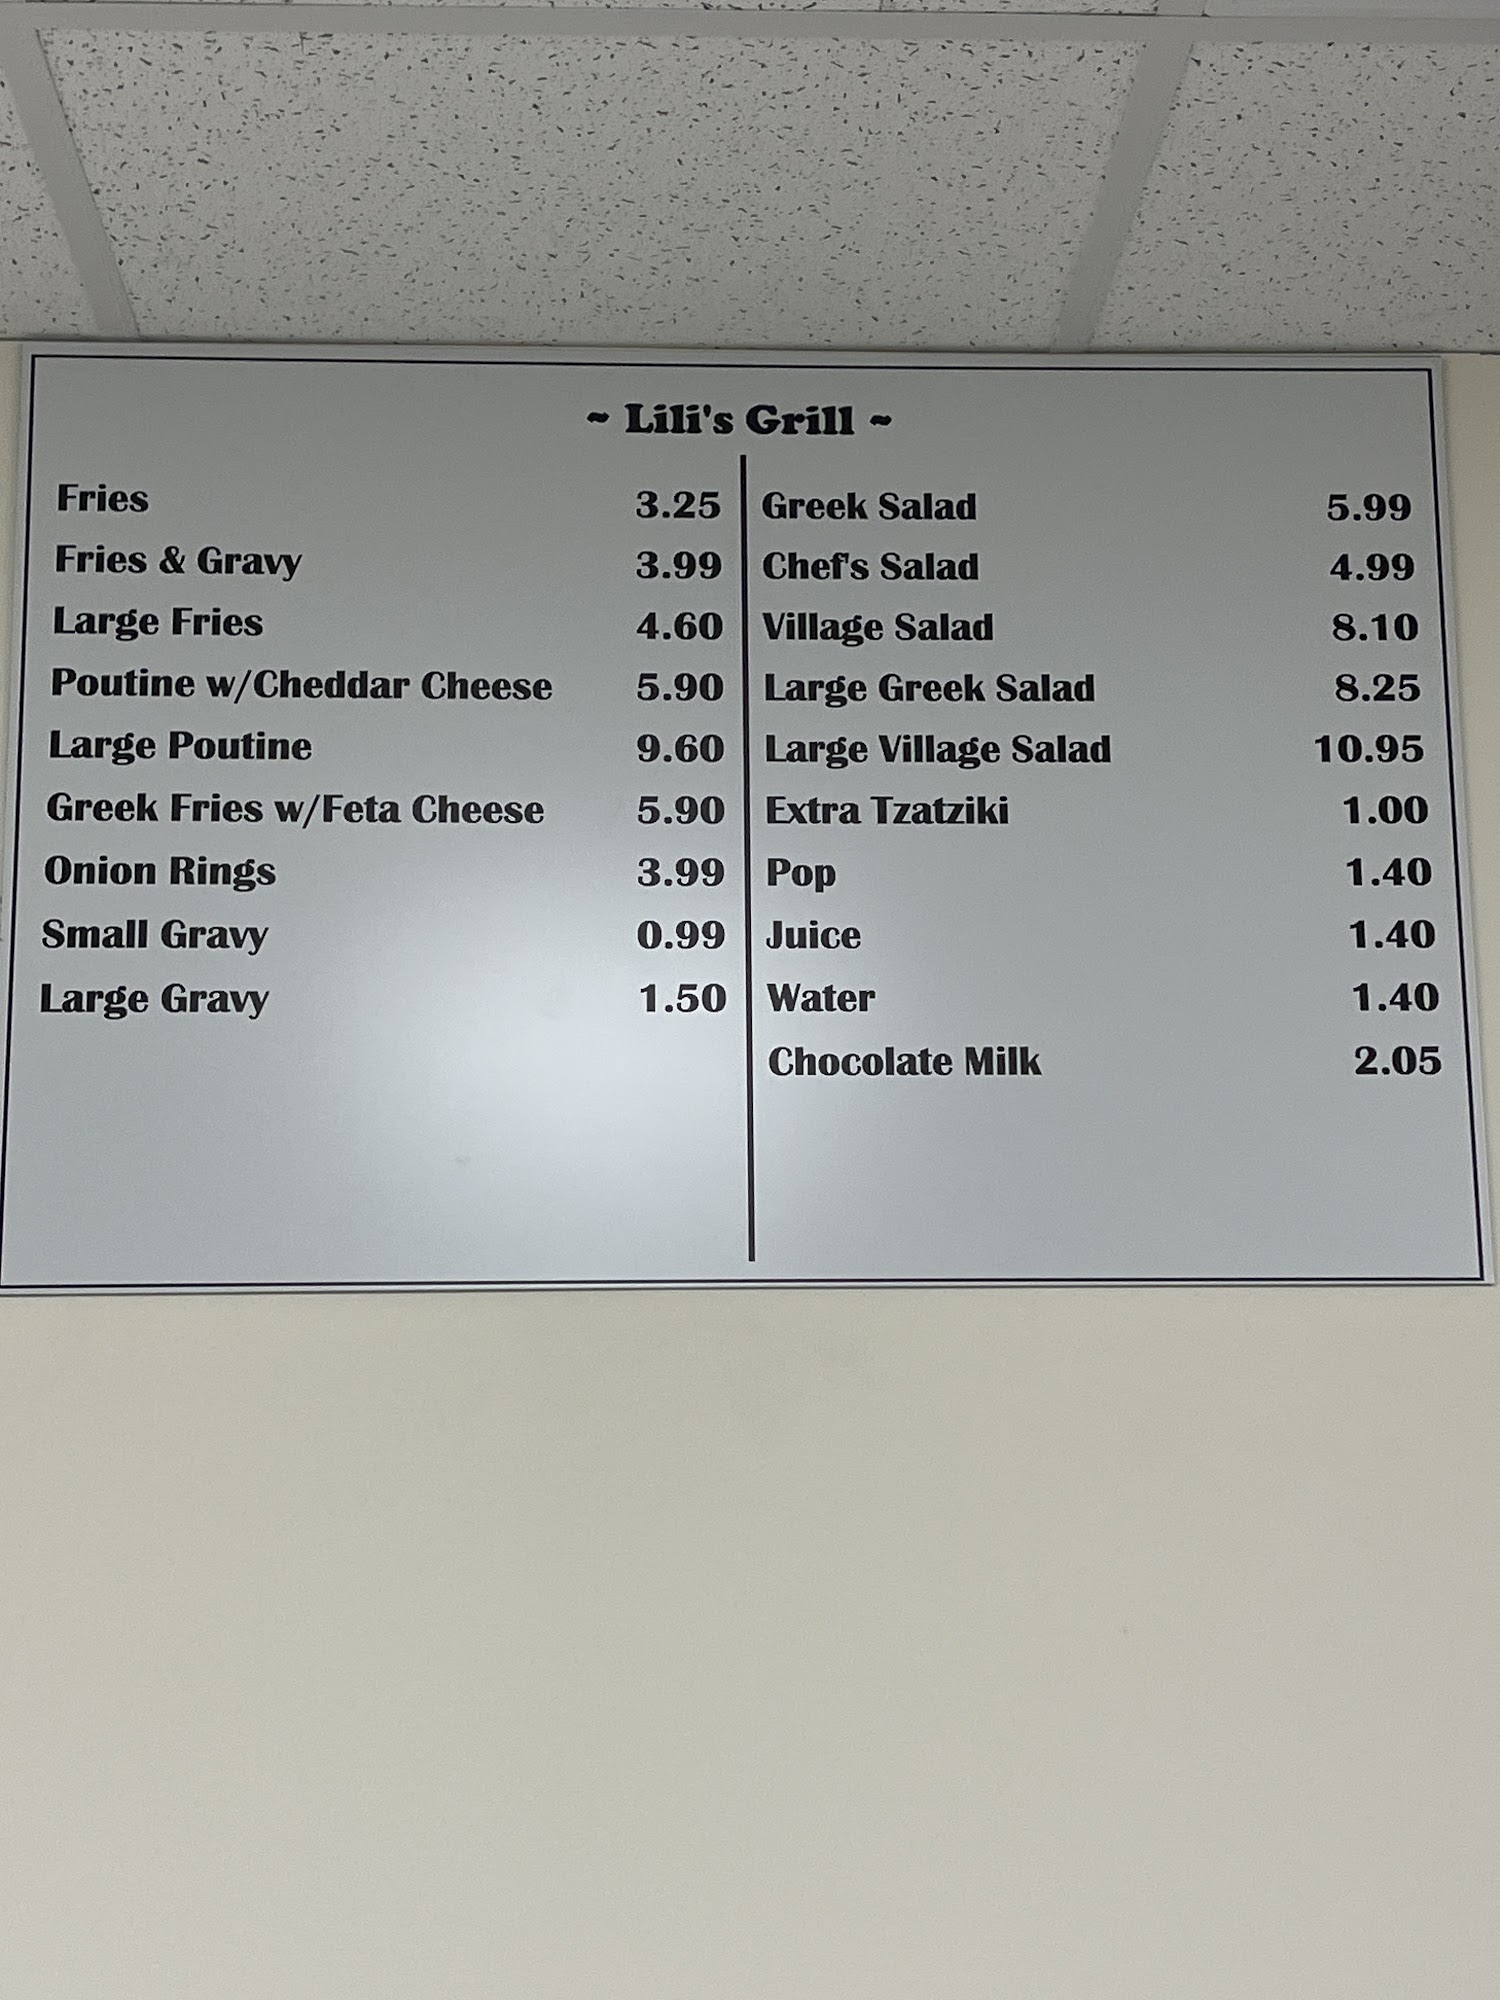 ~ Lili's Grill ~
Fries 3.25
Fries & Gravy 3.99
Large Fries 4.60
Poutine w/Cheddar Cheese 5.90
Large Poutine 9.60
Greek Fries w/Feta Cheese 5.90
Onion Rings 3.99
Small Gravy 0.99
Large Gravy 1.50
Greek Salad 5.99
Chef's Salad 4.99
Village Salad 8.10
Large Greek Salad 8.25
Large Village Salad 10.95
Extra Tzatziki 1.00
Pop 1.40
Juice 1.40
Water 1.40
Chocolate Milk 2.05